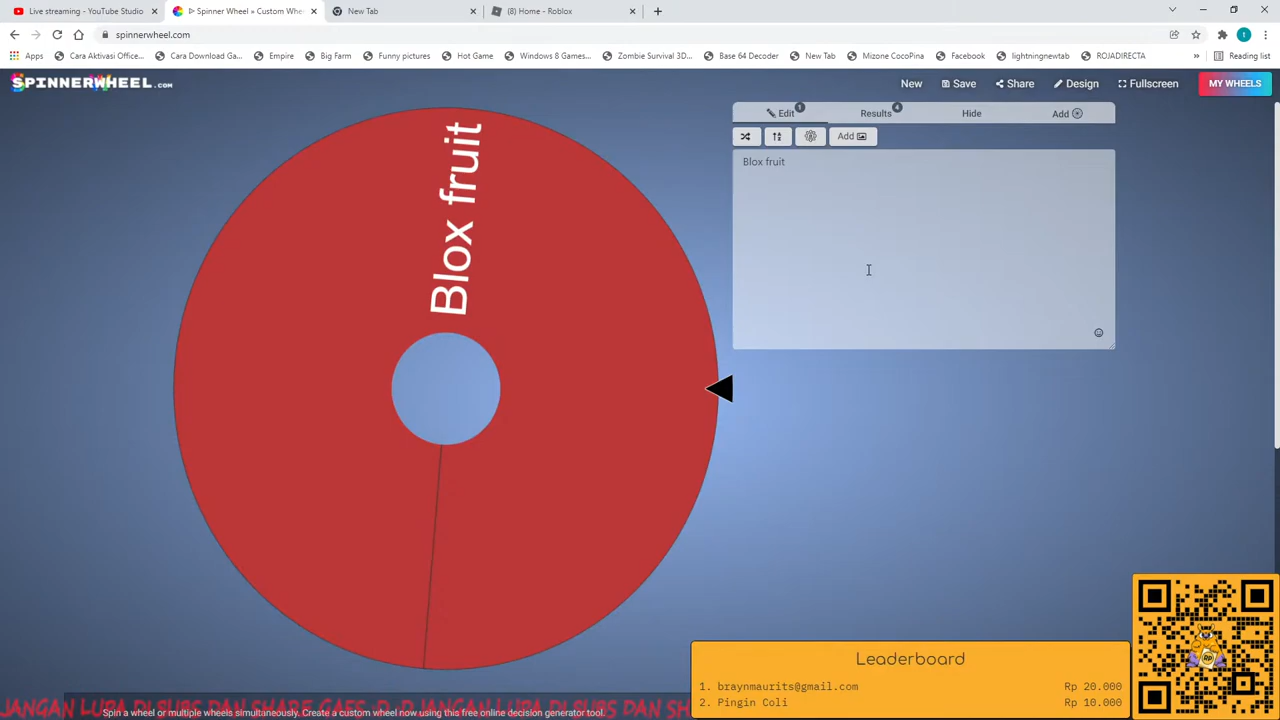 Live streaming - YouTube Studio
Spinner Wheel » Custom Whe
New Tab
(8) Home - Roblox
spinnerwheel.com
Apps
Cara Aktivasi Office...
Cara Download Ga...
Empire
Big Farm
Funny pictures
Hot Game
Windows 8 Games...
Zombie Survival 3D...
Base 64 Decoder
New Tab
Mizone CocoPina
Facebook
lightningnewtab
ROJADIRECTA
»
Reading list
SPINNERWHEEL.COM
New
Save
Share
Design
Fullscreen
MY WHEELS
Edit 1
Results 4
Hide
Add
Add
Blox fruit
Blox fruit
Leaderboard
1. braynmaurits@gmail.com Rp 20.000
2. Pingin Coli Rp 10.000
Spin a wheel or multiple wheels simultaneously. Create a custom wheel now using this free online decision generator tool.